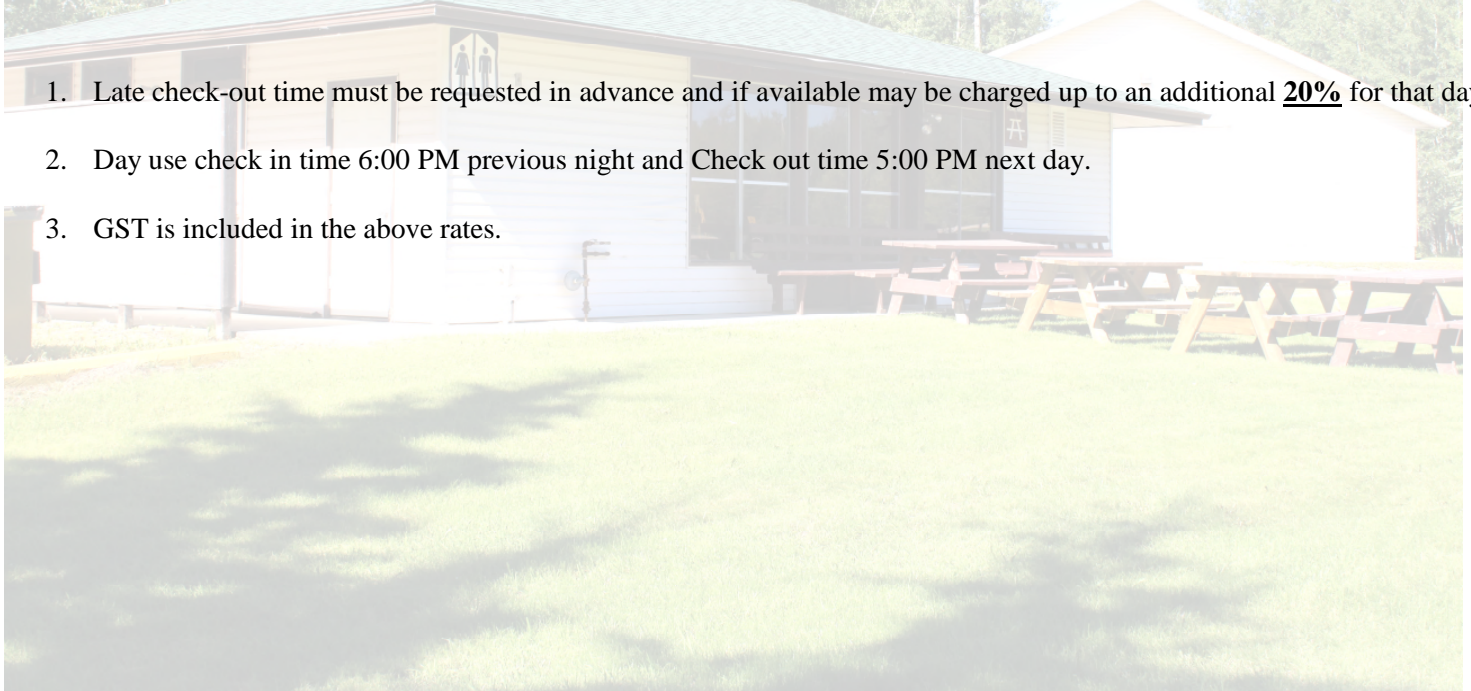 1. Late check-out time must be requested in advance and if available may be charged up to an additional 20% for that day
2. Day use check in time 6:00 PM previous night and Check out time 5:00 PM next day.
3. GST is included in the above rates.